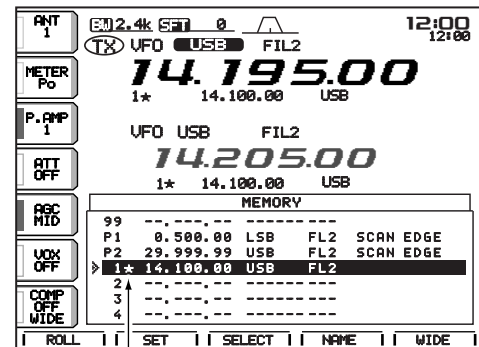 ANT 1
BW 2.4k SFT 0
12:00
12:00
TX VFO USB FIL2
METER Po
14.195.00
1★ 14.100.00 USB
P.AMP 1
VFO USB FIL2
14.205.00
ATT OFF
1★ 14.100.00 USB
MEMORY
AGC MID
99 --.---.-- ------ ---
P1 0.500.00 LSB FL2 SCAN EDGE
P2 29.999.99 USB FL2 SCAN EDGE
VOX OFF
1★ 14.100.00 USB FL2
2 --.---.-- ------ ---
3 --.---.-- ------ ---
4 --.---.-- ------ ---
COMP OFF WIDE
ROLL SET SELECT NAME WIDE